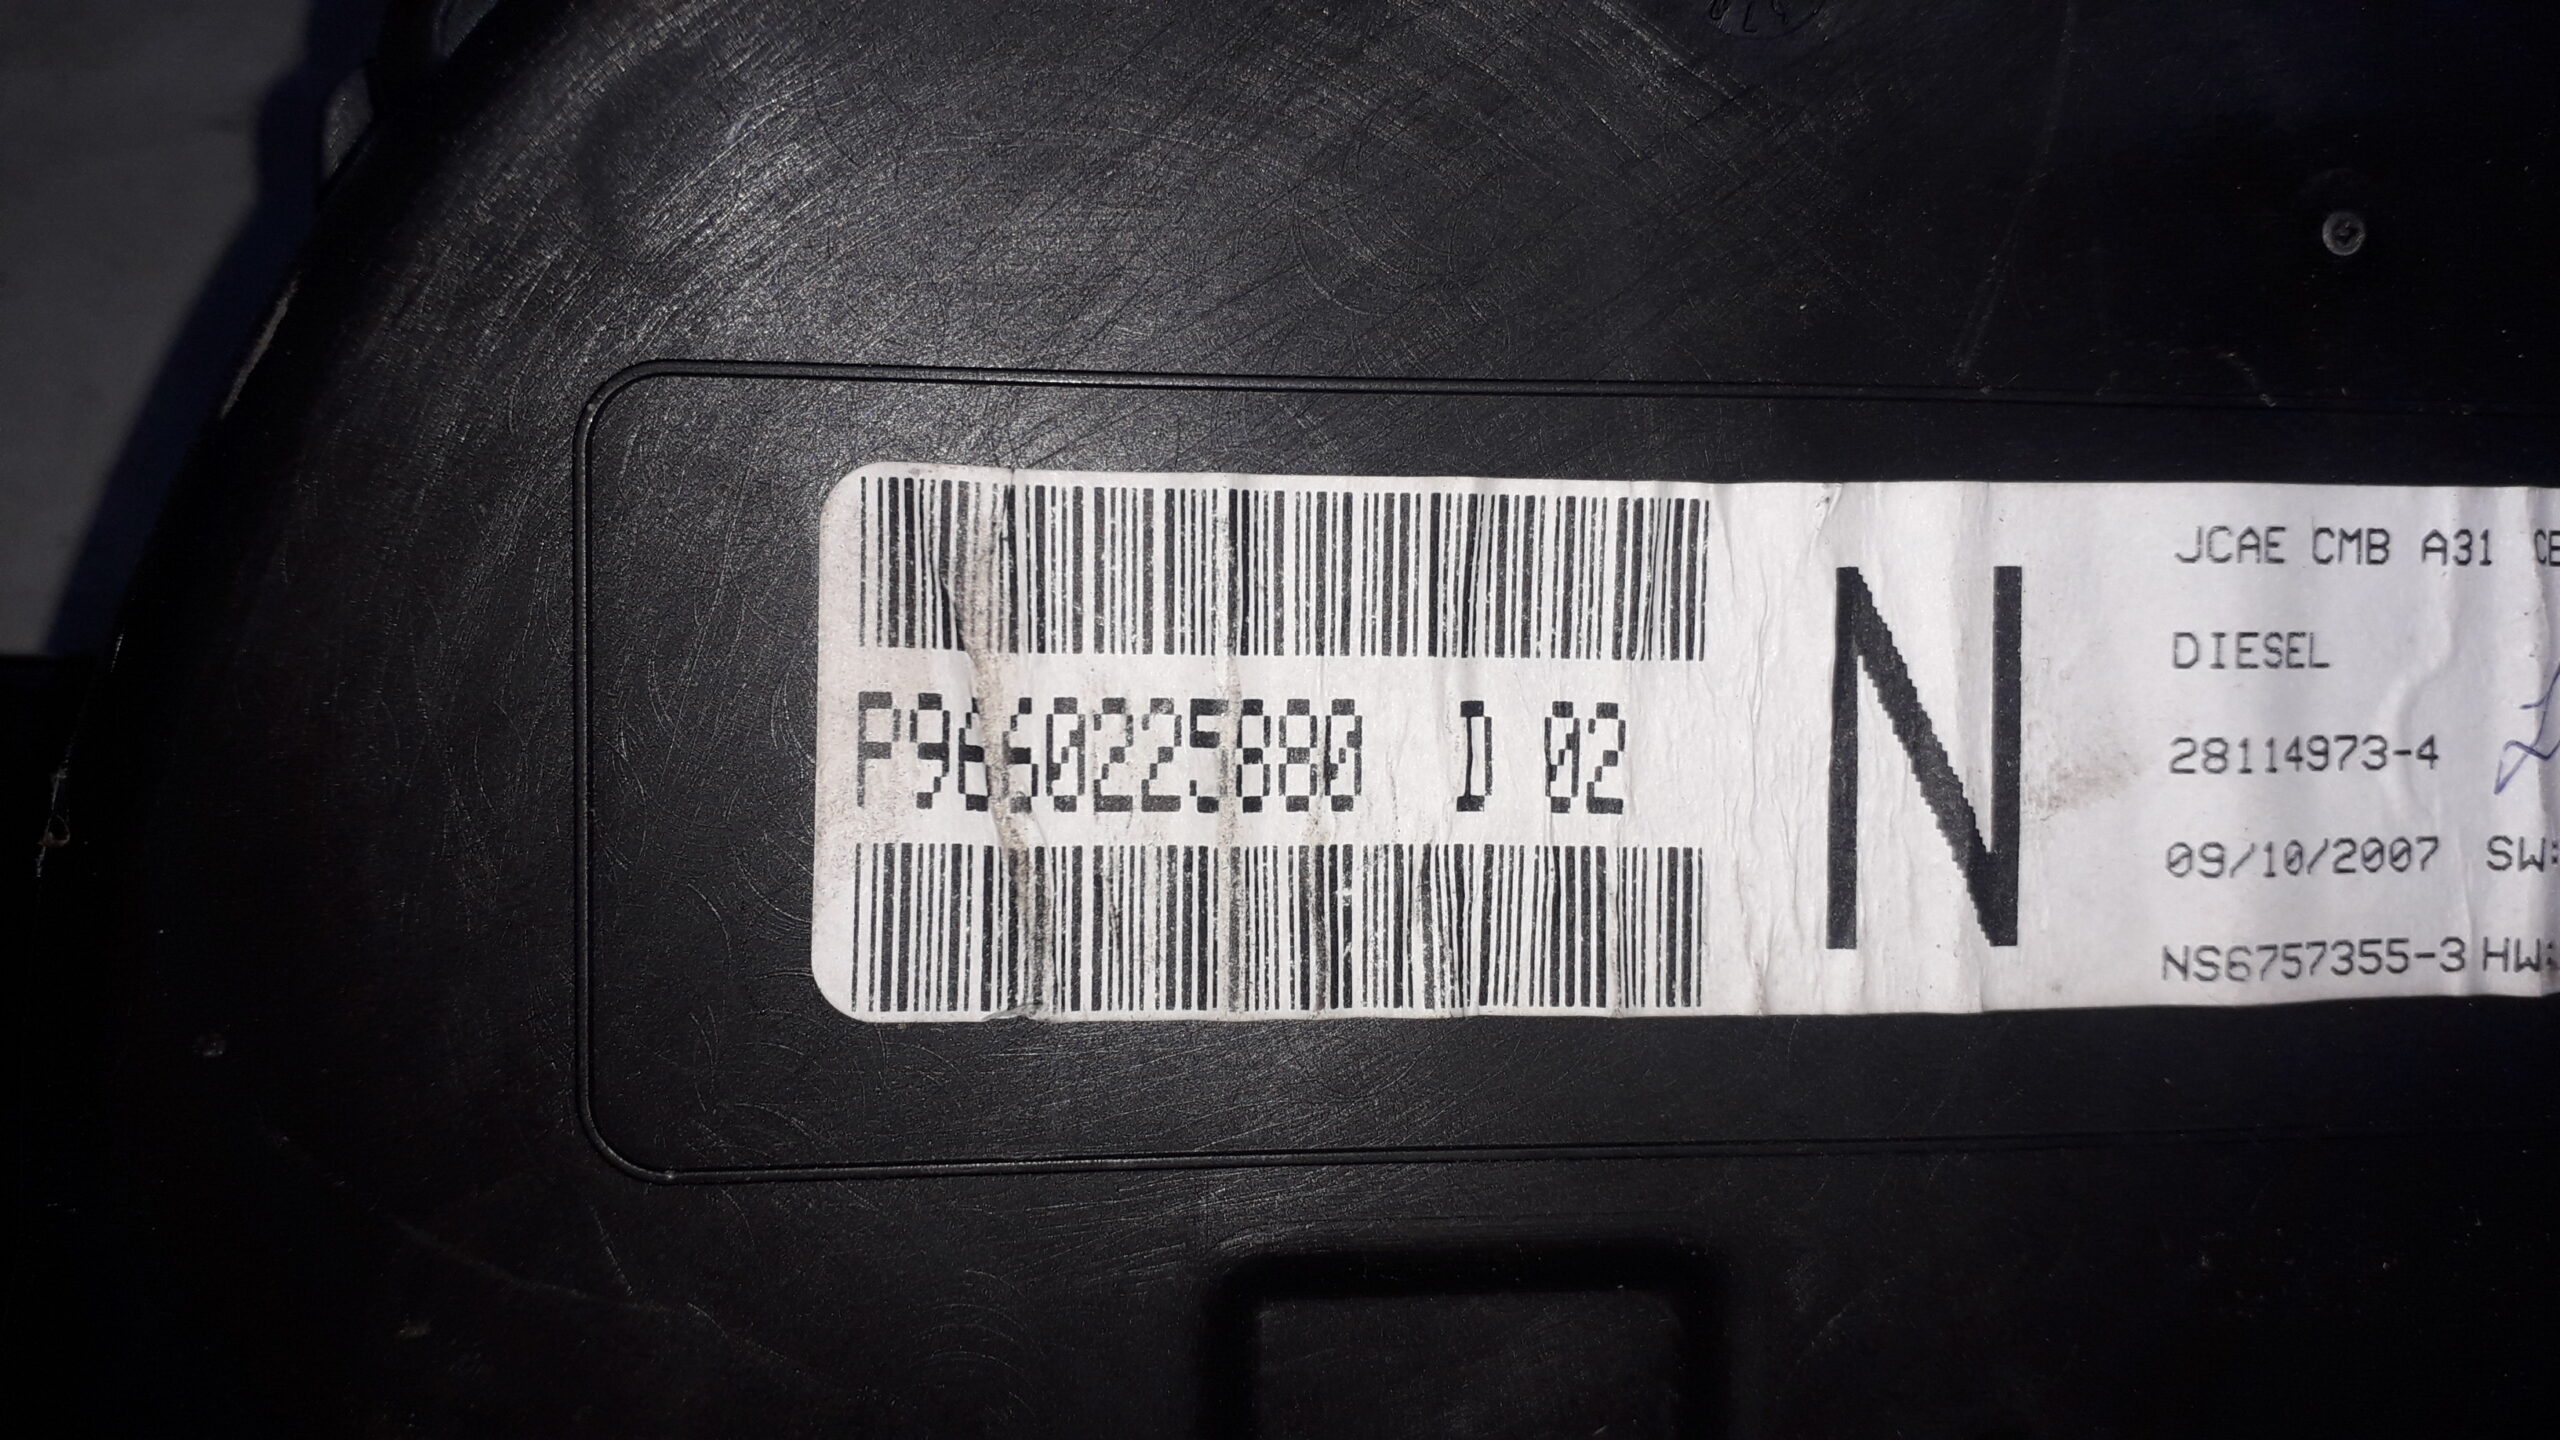 P9660225880 D 02
N
JCAE CMB A31
DIESEL
28114973-4
09/10/2007 SW:
NS6757355-3 HW: